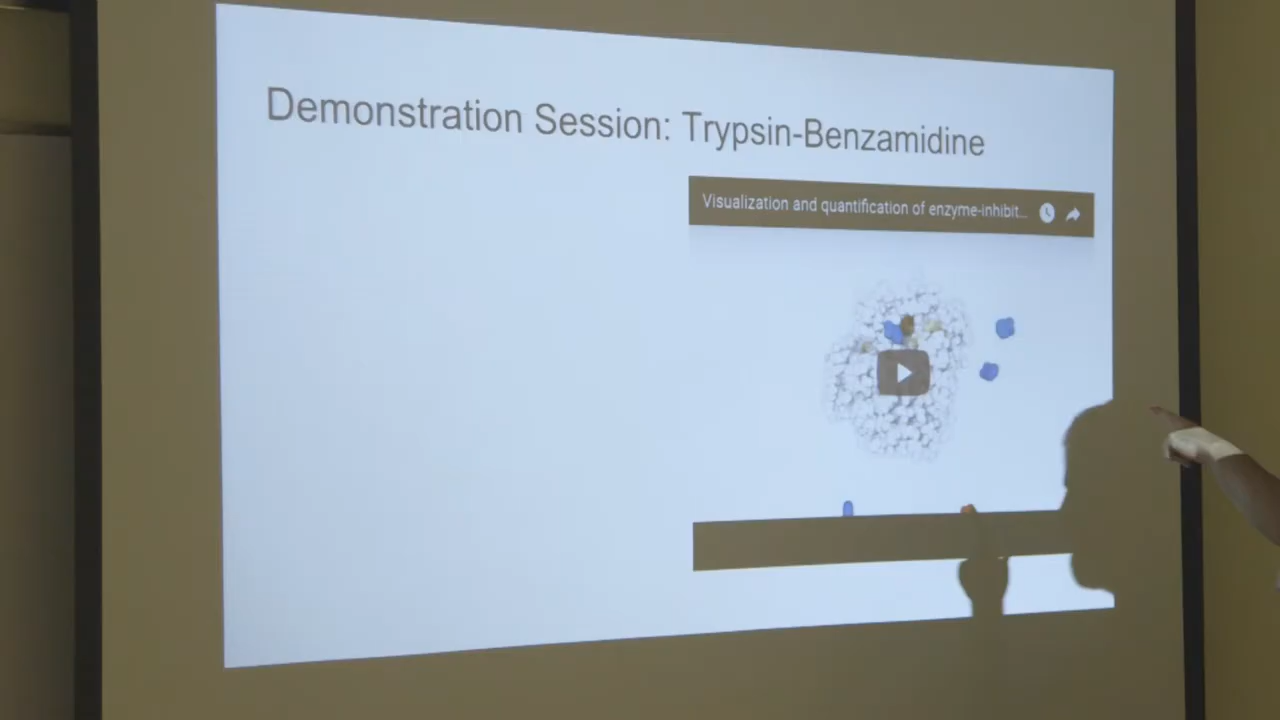 Demonstration Session: Trypsin-Benzamidine
Visualization and quantification of enzyme-inhibit...